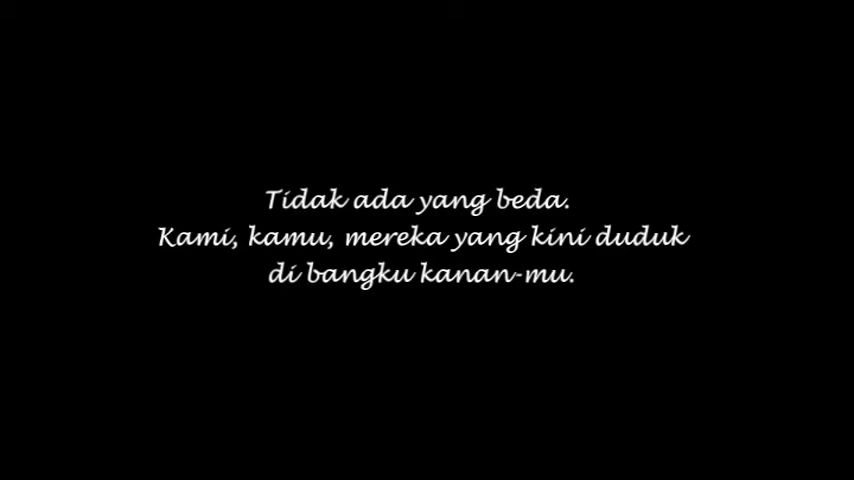 Tidak ada yang beda.
Kami, kamu, mereka yang kini duduk
di bangku kanan-mu.